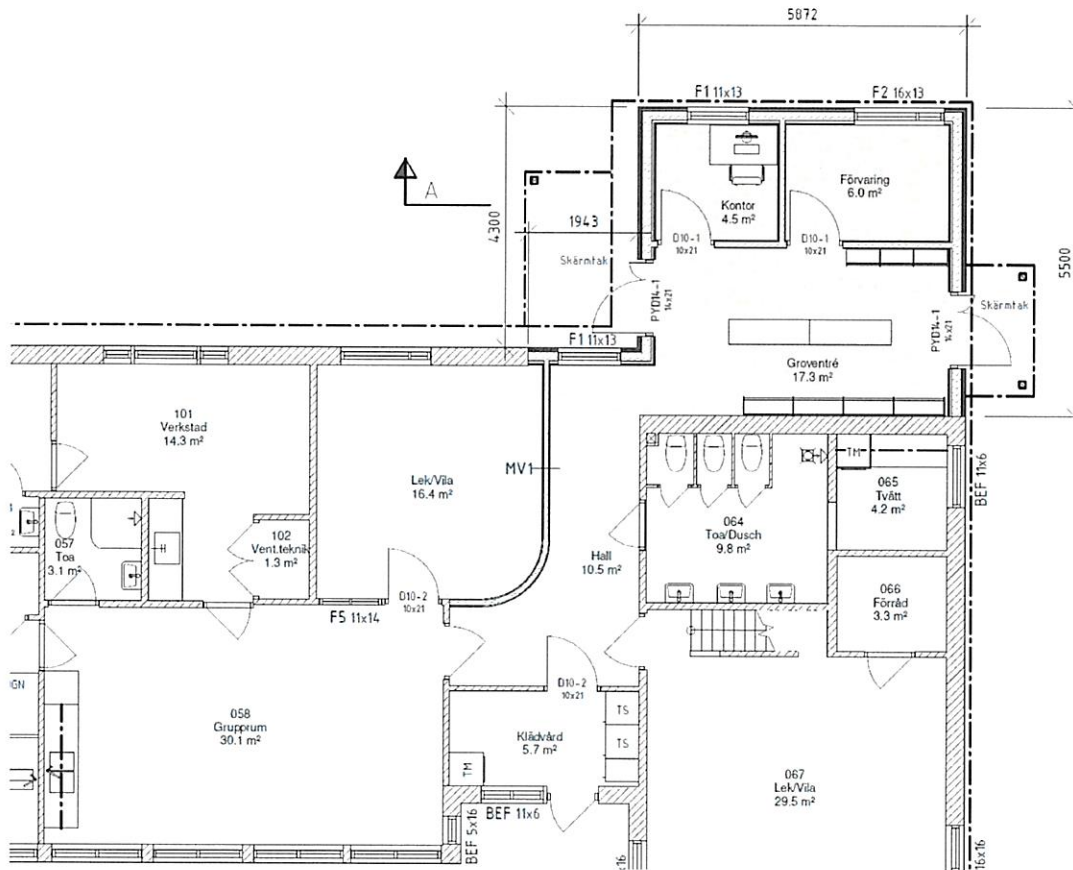 5872
F1 11x13
F2 16x13
A
4300
1943
Skärmtak
Kontor
4.5 m²
Förvaring
6.0 m²
D10-1
10x21
D10-1
10x21
5500
PYD14-1
14x21
Skärmtak
PYD14-1
14x21
F1 11x13
Groventré
17.3 m²
101
Verkstad
14.3 m²
Lek/Vila
16.4 m²
MV1
TM
065
Tvätt
4.2 m²
BEF 11x6
057
Toa
3.1 m²
H
102
Vent.teknik
1.3 m²
Hall
10.5 m²
064
Toa/Dusch
9.8 m²
066
Förråd
3.3 m²
D10-2
10x21
F5 11x14
D10-2
10x21
058
Grupprum
30.1 m²
Klädvård
5.7 m²
TS
TS
TM
067
Lek/Vila
29.5 m²
BEF 11x6
BEF 5x16
16x16